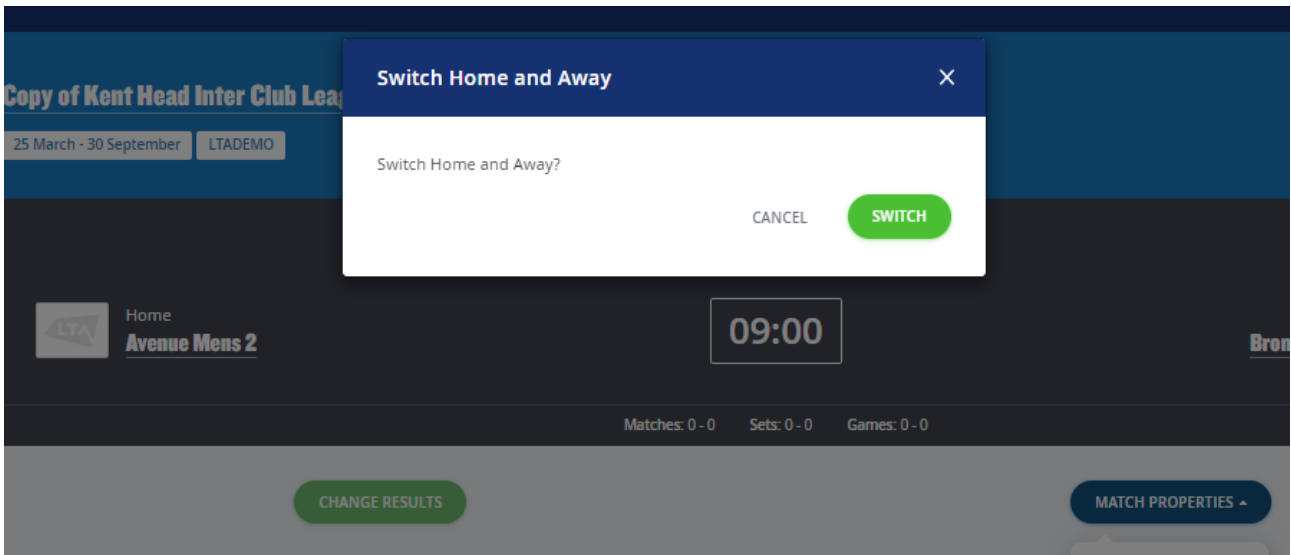 Switch Home and Away
Copy of Kent Head Inter Club Lea
25 March - 30 September LTADEMO
Switch Home and Away?
CANCEL SWITCH
LTA
Home
Avenue Mens 2
09:00
Brom
Matches: 0 - 0 Sets: 0 - 0 Games: 0 - 0
CHANGE RESULTS
MATCH PROPERTIES